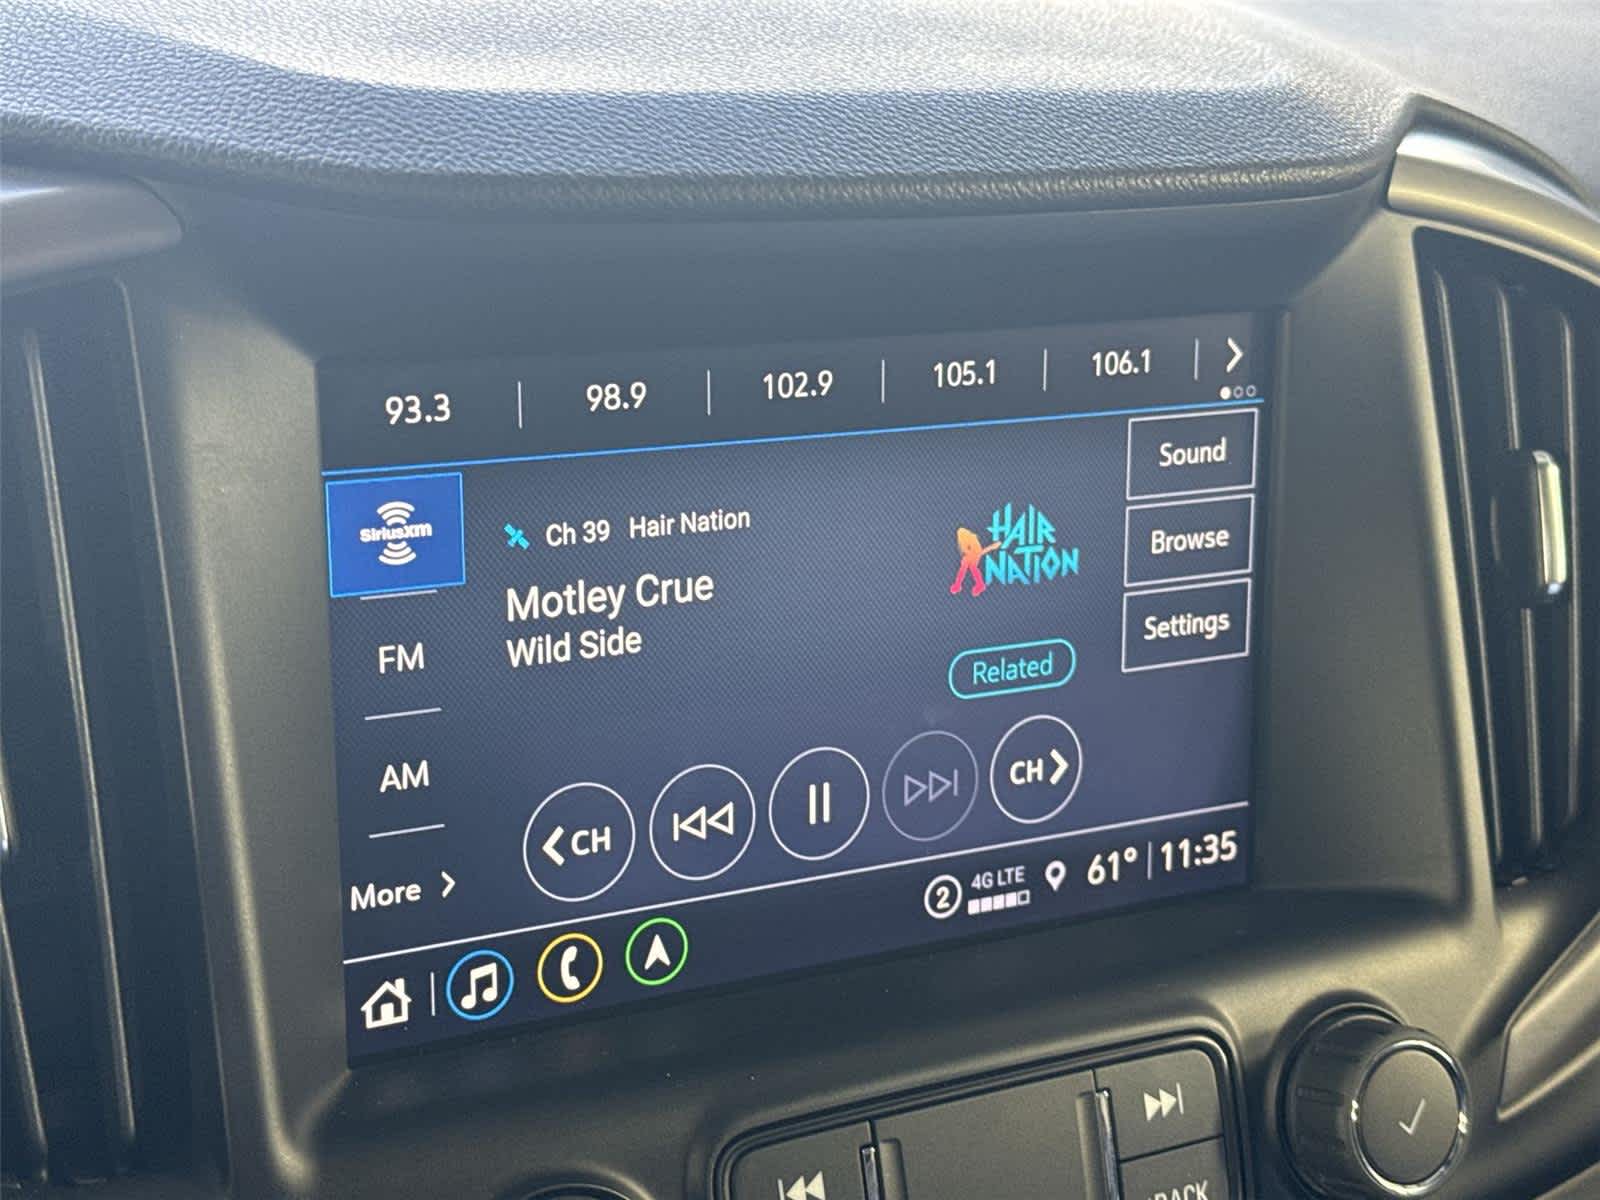 93.3 98.9 102.9 105.1 106.1
SiriusXM
Ch 39 Hair Nation
HAIR
NATION
Motley Crue
Wild Side
Related
Sound
Browse
Settings
FM
AM
More
CH
CH
2 4G LTE 61° 11:35